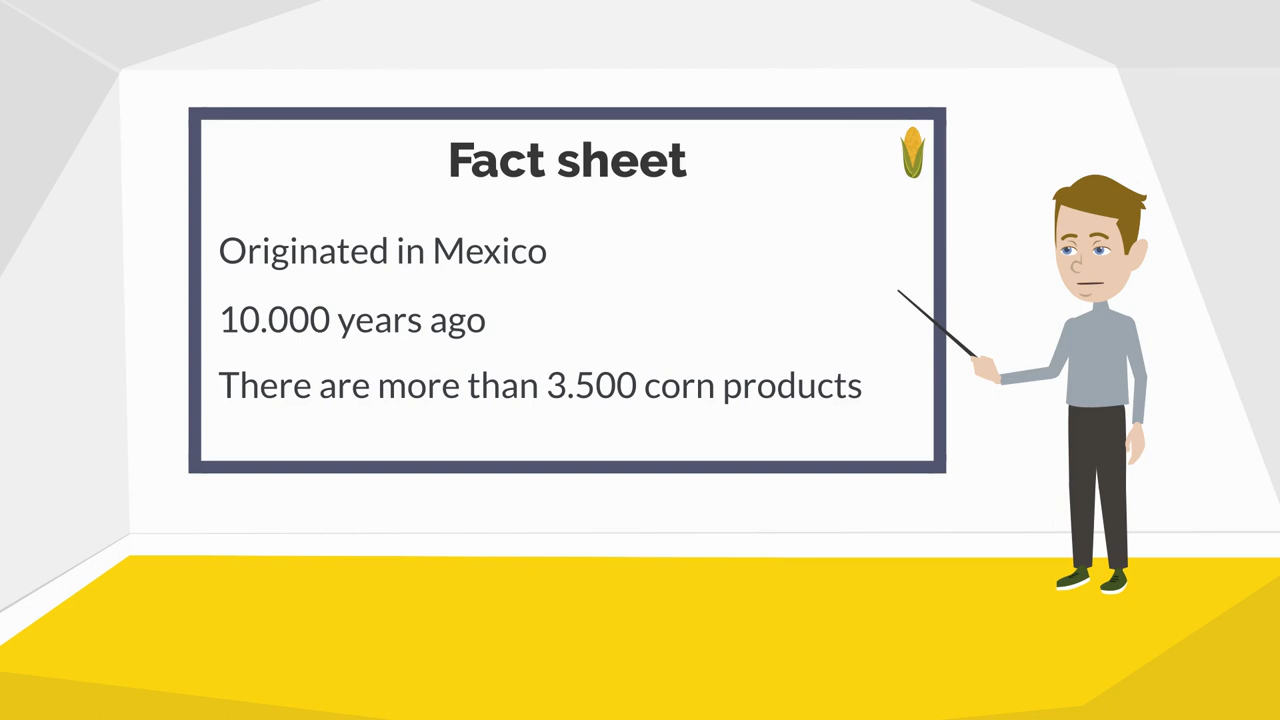 Fact sheet
Originated in Mexico
10.000 years ago
There are more than 3.500 corn products